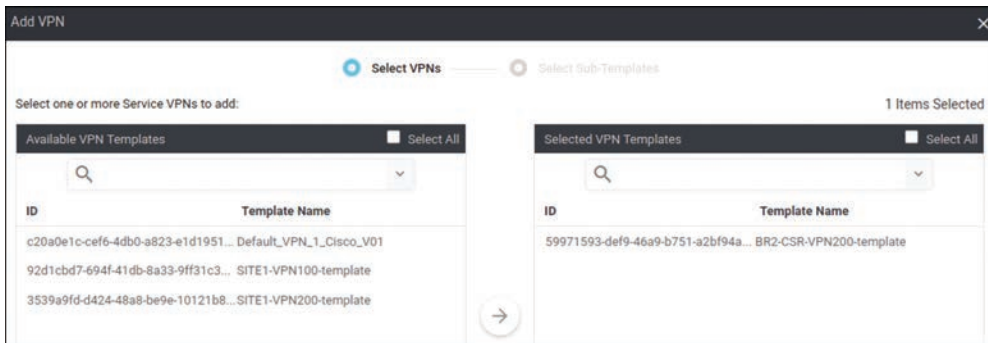 Add VPN
Select VPNs
Select Sub-Templates
Select one or more Service VPNs to add:
1 Items Selected
Available VPN Templates
Select All
ID Template Name
c20a0e1c-cef6-4db0-a823-e1d1951... Default_VPN_1_Cisco_V01
92d1cbd7-694f-41db-8a33-9ff31c3... SITE1-VPN100-template
3539a9fd-d424-48a8-be9e-10121b8... SITE1-VPN200-template
Selected VPN Templates
Select All
ID Template Name
59971593-def9-46a9-b751-a2bf94a... BR2-CSR-VPN200-template